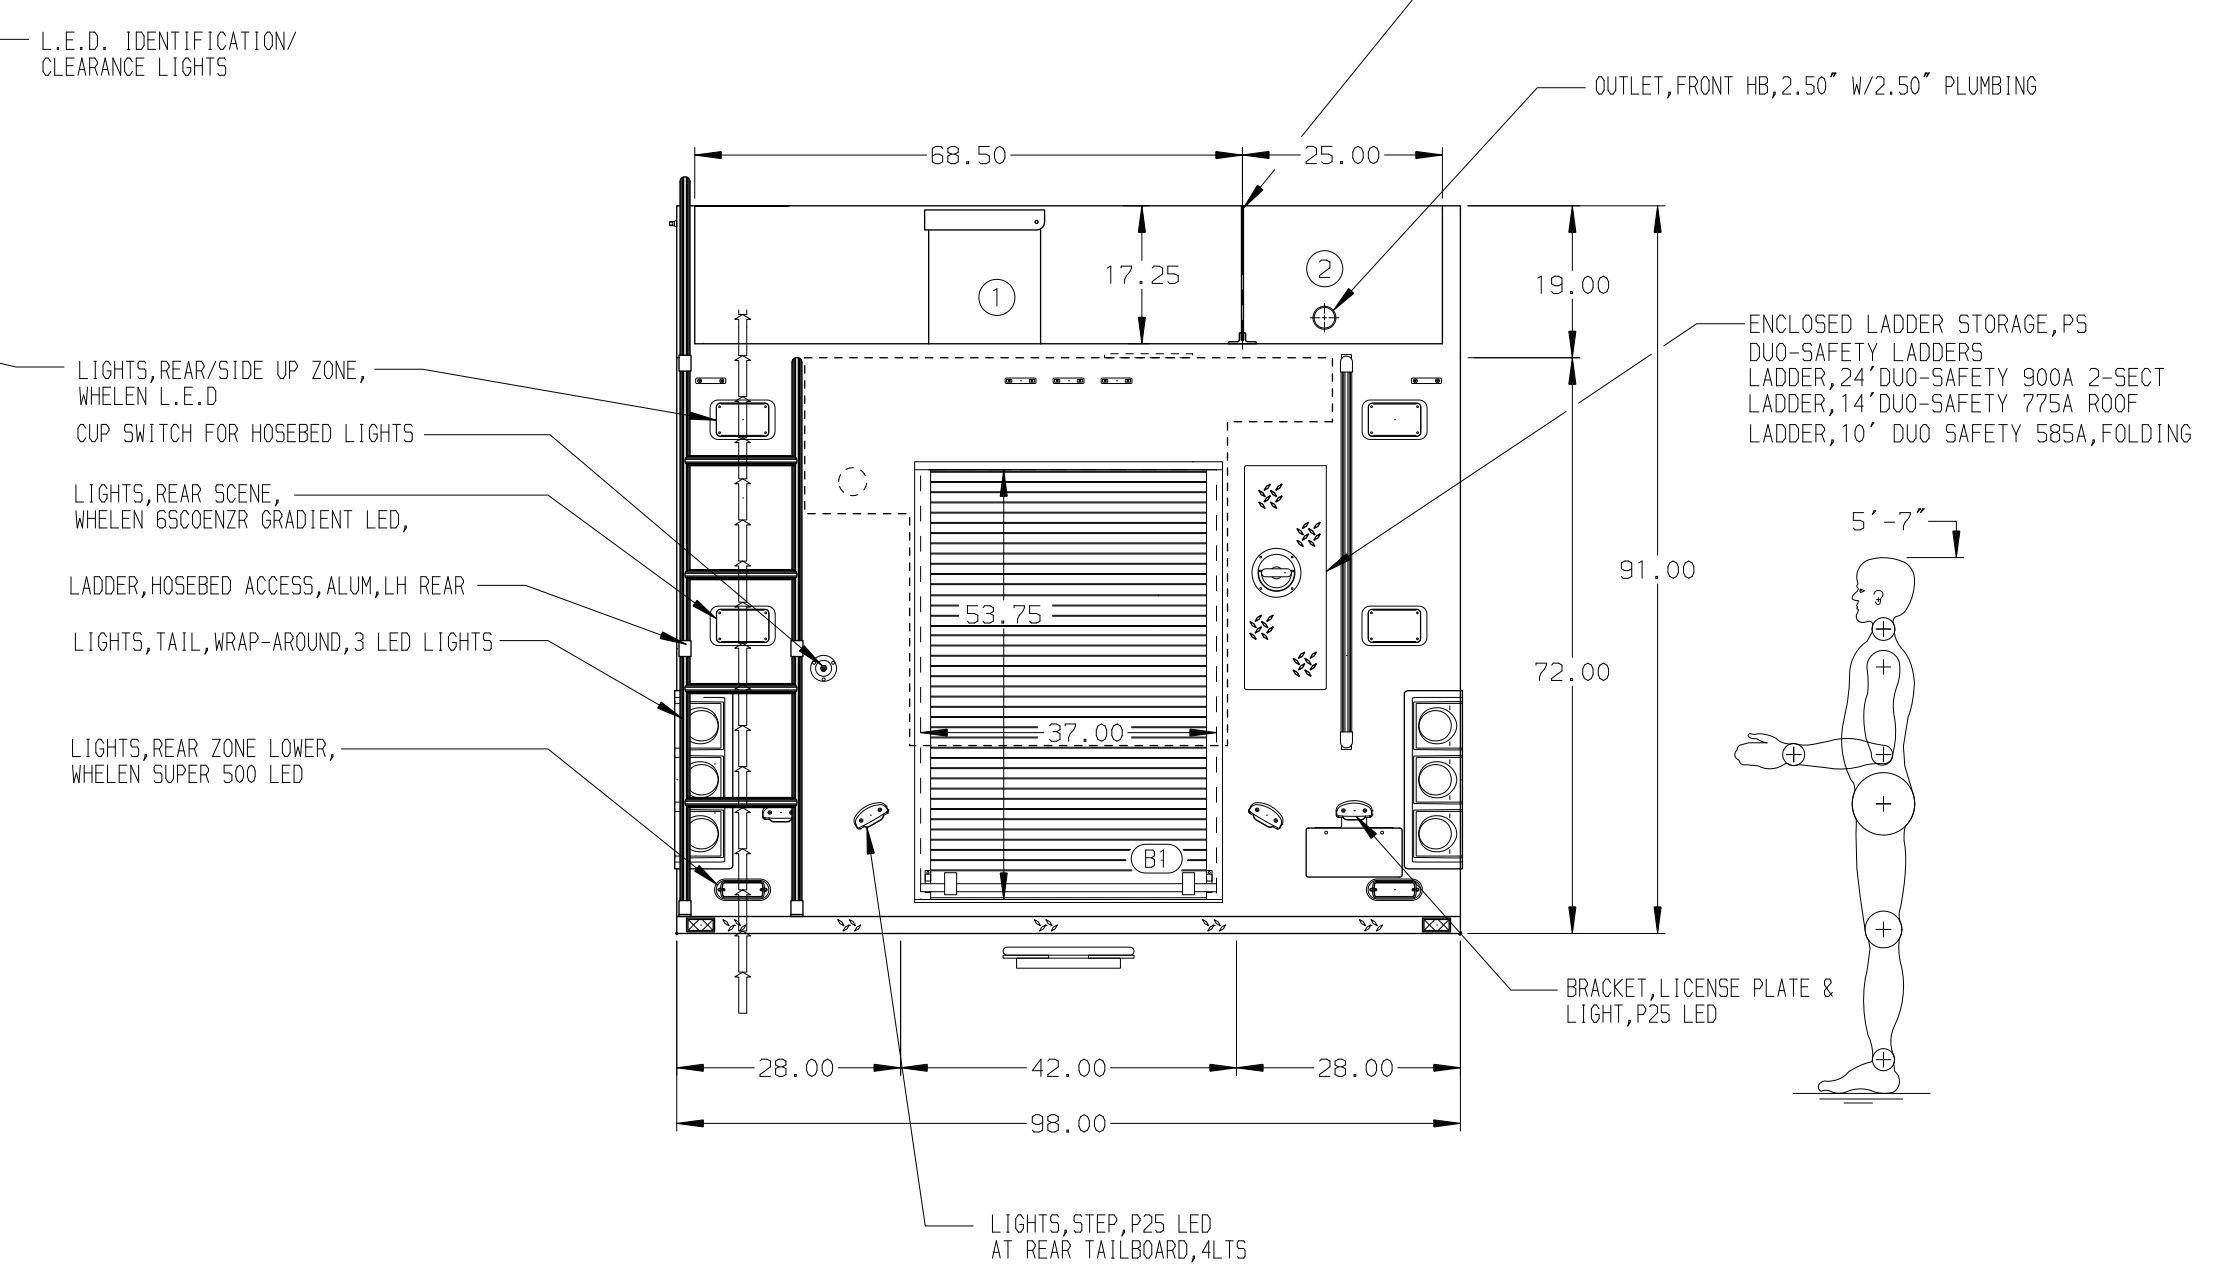 L.E.D. IDENTIFICATION/
CLEARANCE LIGHTS
OUTLET,FRONT HB,2.50" W/2.50" PLUMBING
68.50
25.00
17.25
1
2
19.00
ENCLOSED LADDER STORAGE,PS
DUO-SAFETY LADDERS
LADDER,24'DUO-SAFETY 900A 2-SECT
LADDER,14'DUO-SAFETY 775A ROOF
LADDER,10' DUO SAFETY 585A,FOLDING
LIGHTS,REAR/SIDE UP ZONE,
WHELEN L.E.D
CUP SWITCH FOR HOSEBED LIGHTS
LIGHTS,REAR SCENE,
WHELEN 6SCOENZR GRADIENT LED,
LADDER,HOSEBED ACCESS,ALUM,LH REAR
LIGHTS,TAIL,WRAP-AROUND,3 LED LIGHTS
LIGHTS,REAR ZONE LOWER,
WHELEN SUPER 500 LED
53.75
37.00
B1
91.00
72.00
5'-7"
BRACKET,LICENSE PLATE &
LIGHT,P25 LED
28.00
42.00
28.00
98.00
LIGHTS,STEP,P25 LED
AT REAR TAILBOARD,4LTS